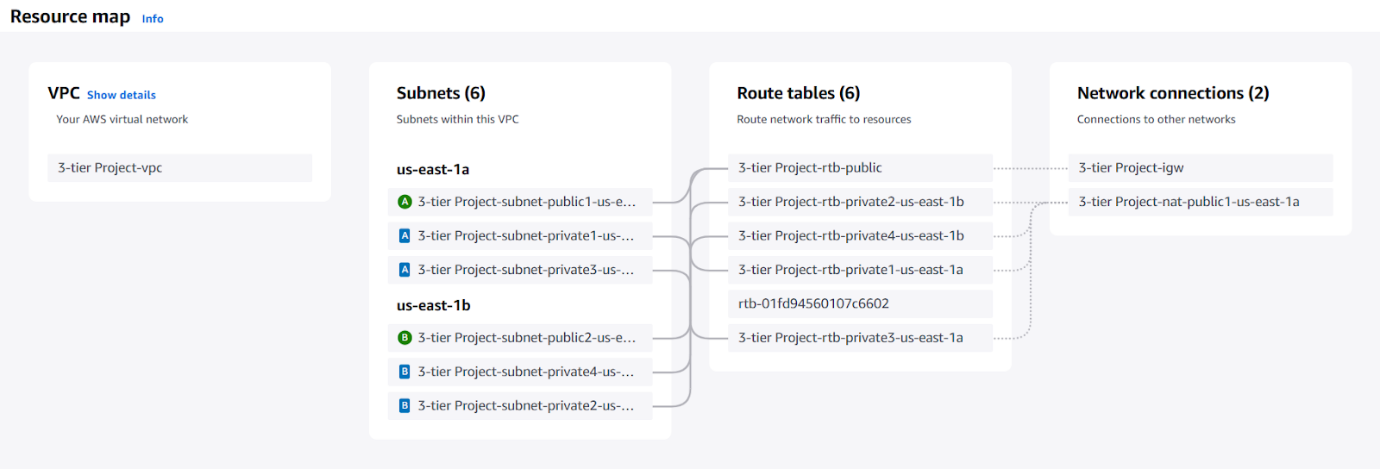 Resource map Info
VPC Show details
Your AWS virtual network
3-tier Project-vpc
Subnets (6)
Subnets within this VPC
us-east-1a
A 3-tier Project-subnet-public1-us-e...
A 3-tier Project-subnet-private1-us-...
A 3-tier Project-subnet-private3-us-...
us-east-1b
B 3-tier Project-subnet-public2-us-e...
B 3-tier Project-subnet-private4-us-...
B 3-tier Project-subnet-private2-us-...
Route tables (6)
Route network traffic to resources
3-tier Project-rtb-public
3-tier Project-rtb-private2-us-east-1b
3-tier Project-rtb-private4-us-east-1b
3-tier Project-rtb-private1-us-east-1a
rtb-01fd94560107c6602
3-tier Project-rtb-private3-us-east-1a
Network connections (2)
Connections to other networks
3-tier Project-igw
3-tier Project-nat-public1-us-east-1a